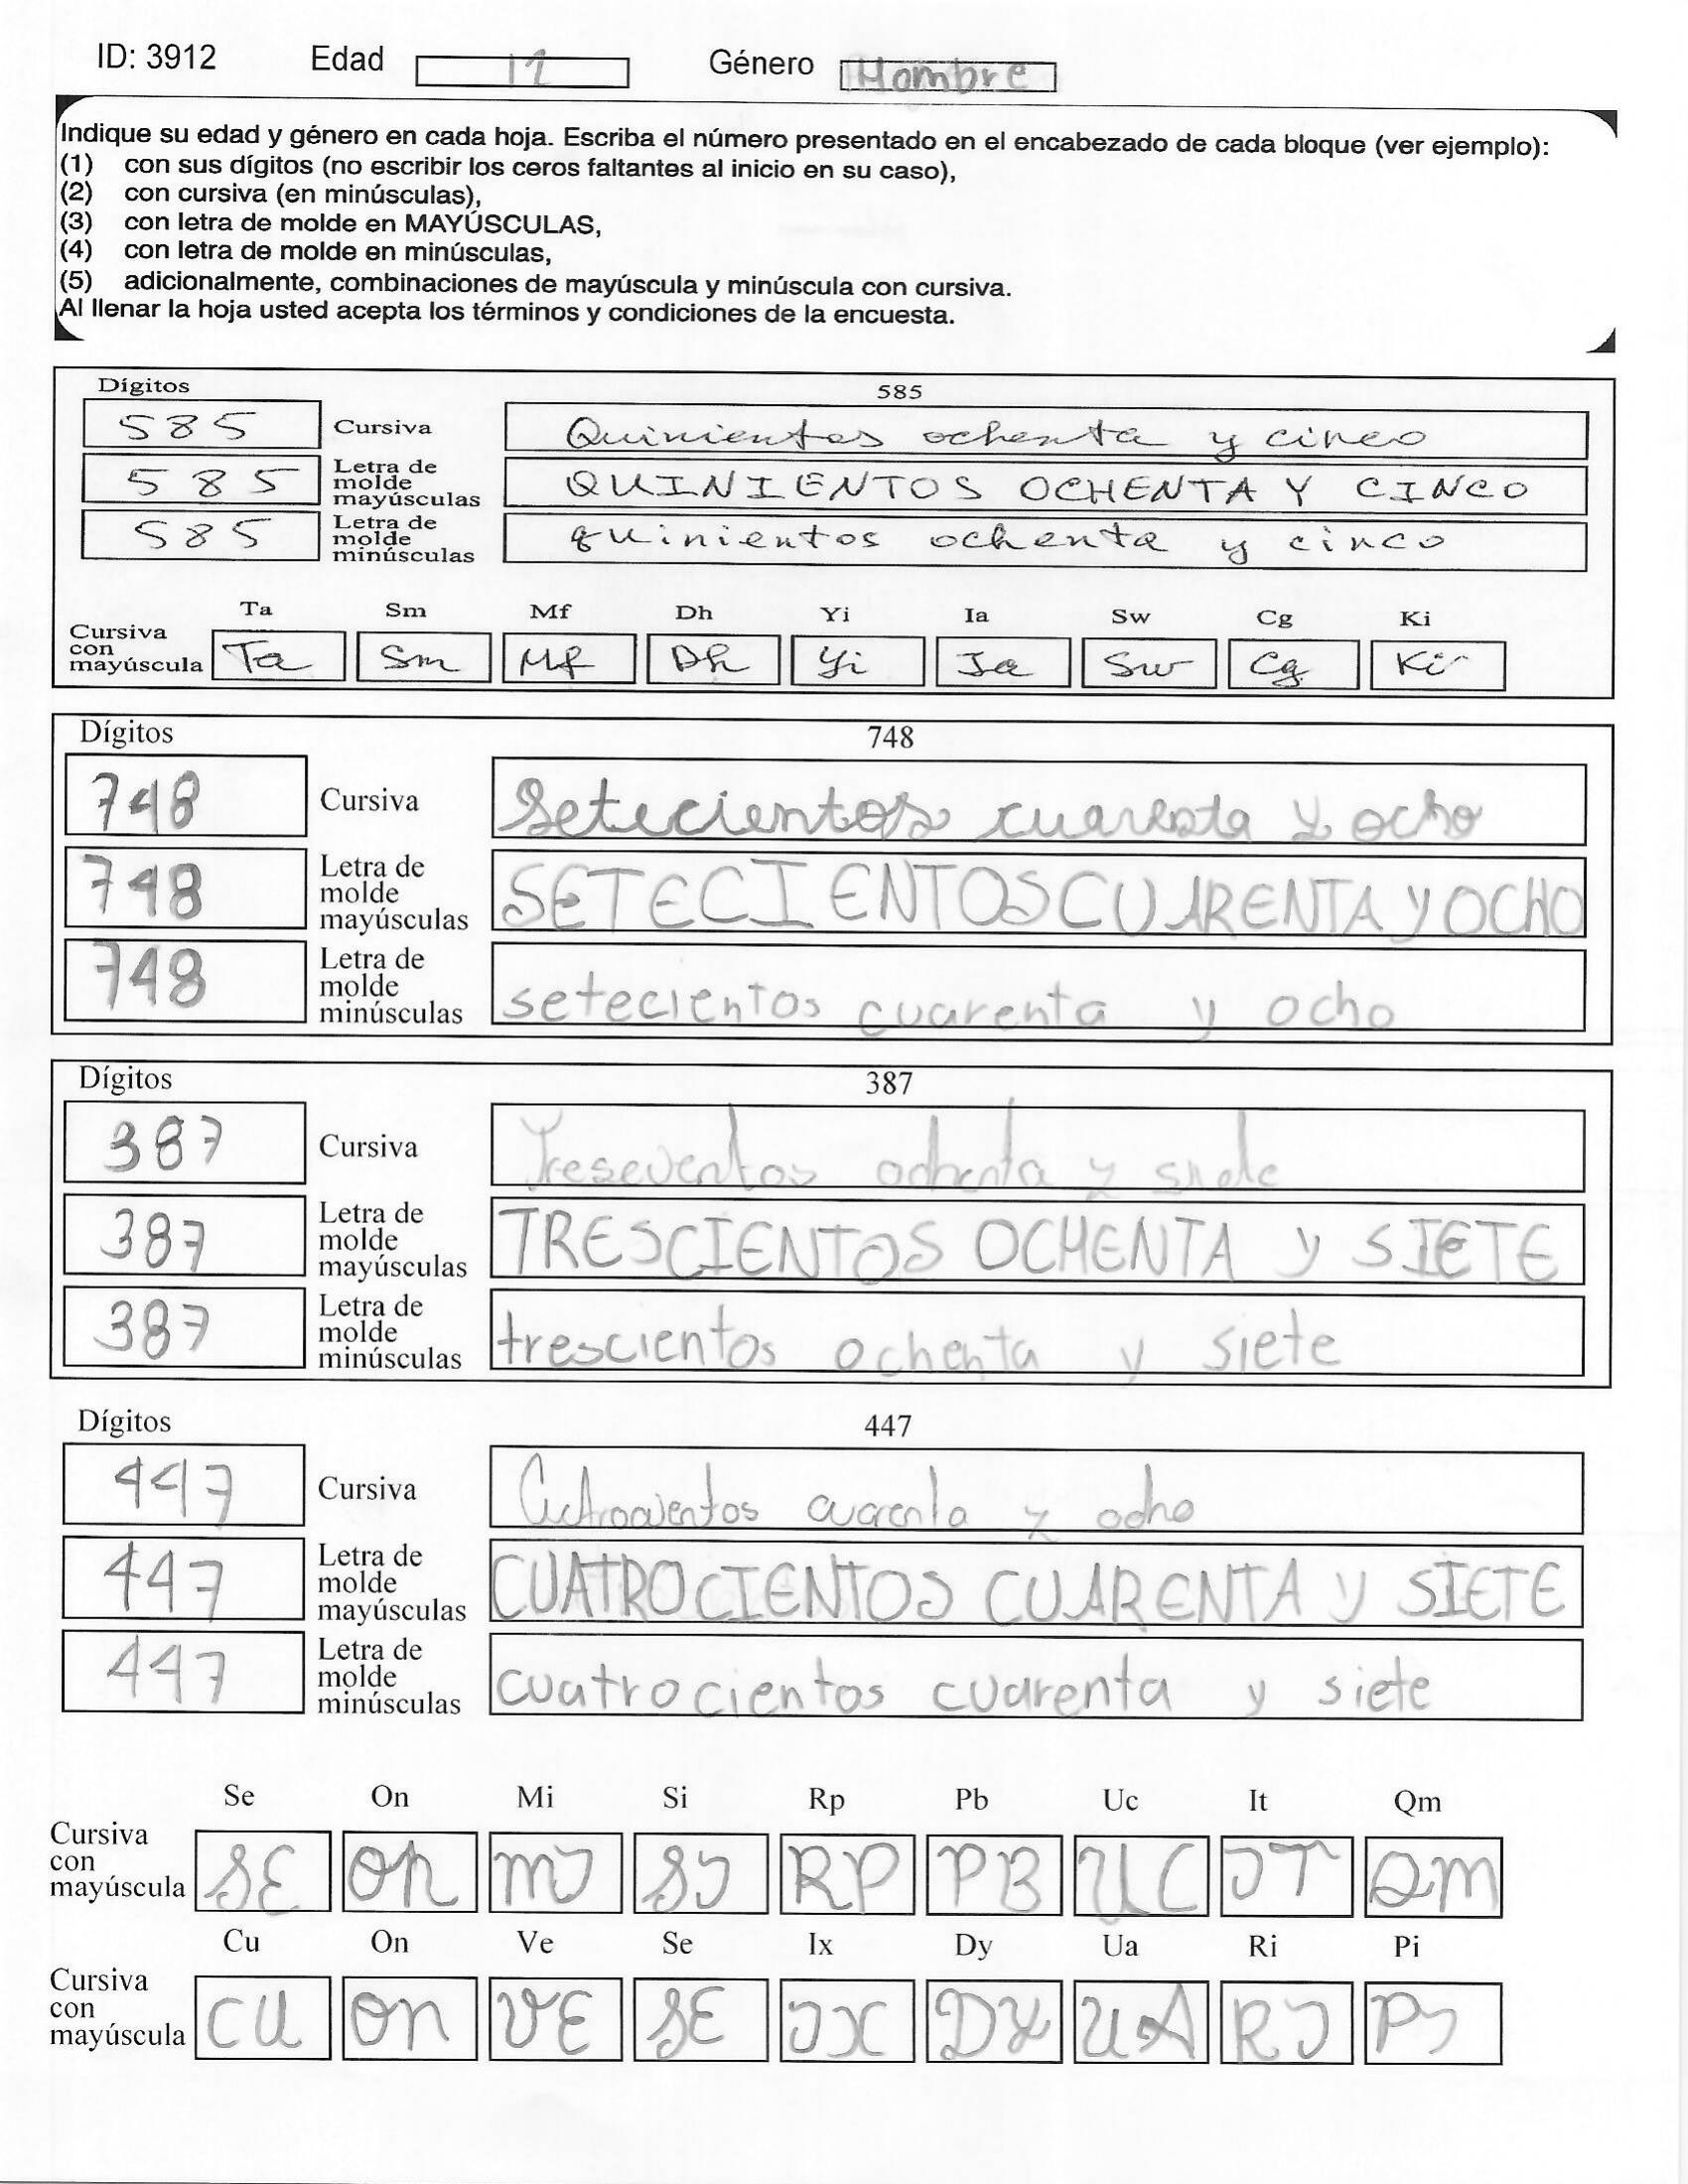 ID: 3912 Edad 12 Género Hombre
Indique su edad y género en cada hoja. Escriba el número presentado en el encabezado de cada bloque (ver ejemplo):
(1) con sus dígitos (no escribir los ceros faltantes al inicio en su caso),
(2) con cursiva (en minúsculas),
(3) con letra de molde en MAYÚSCULAS,
(4) con letra de molde en minúsculas,
(5) adicionalmente, combinaciones de mayúscula y minúscula con cursiva.
Al llenar la hoja usted acepta los términos y condiciones de la encuesta.
Dígitos 585
585 Cursiva Quinientos ochenta y cinco
585 Letra de molde mayúsculas QUINIENTOS OCHENTA Y CINCO
585 Letra de molde minúsculas quinientos ochenta y cinco
Ta Sm Mf Dh Yi Ia Sw Cg Ki
Cursiva con mayúscula Ta Sm Mf Dh Yi Ia Sw Cg Ki
Dígitos 748
748 Cursiva Setecientos cuarenta y ocho
748 Letra de molde mayúsculas SETECIENTOS CUARENTA Y OCHO
748 Letra de molde minúsculas setecientos cuarenta y ocho
Dígitos 387
387 Cursiva ochenta y siete
387 Letra de molde mayúsculas TRESCIENTOS OCHENTA y SIETE
387 Letra de molde minúsculas trescientos ochenta y siete
Dígitos 447
447 Cursiva cuarenta y ocho
447 Letra de molde mayúsculas CUATROCIENTOS CUARENTA y SIETE
447 Letra de molde minúsculas cuatrocientos cuarenta y siete
Se On Mi Si Rp Pb Uc It Qm
Cursiva con mayúscula SE On MI SI RP PB UC IT QM
Cu On Ve Se Ix Dy Ua Ri Pi
Cursiva con mayúscula CU On VE SE IX DY UA RI PI